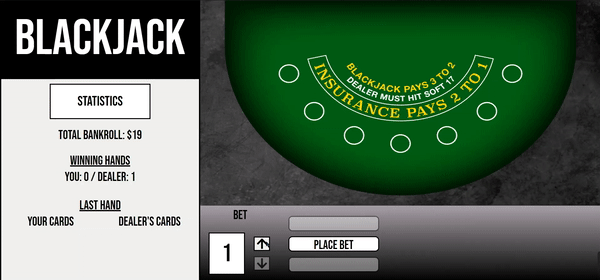 BLACKJACK
STATISTICS
TOTAL BANKROLL: $19
WINNING HANDS
YOU: 0 / DEALER: 1
LAST HAND
YOUR CARDS DEALER'S CARDS
BLACKJACK PAYS 3 TO 2
DEALER MUST HIT SOFT 17
INSURANCE PAYS 2 TO 1
BET
1
PLACE BET